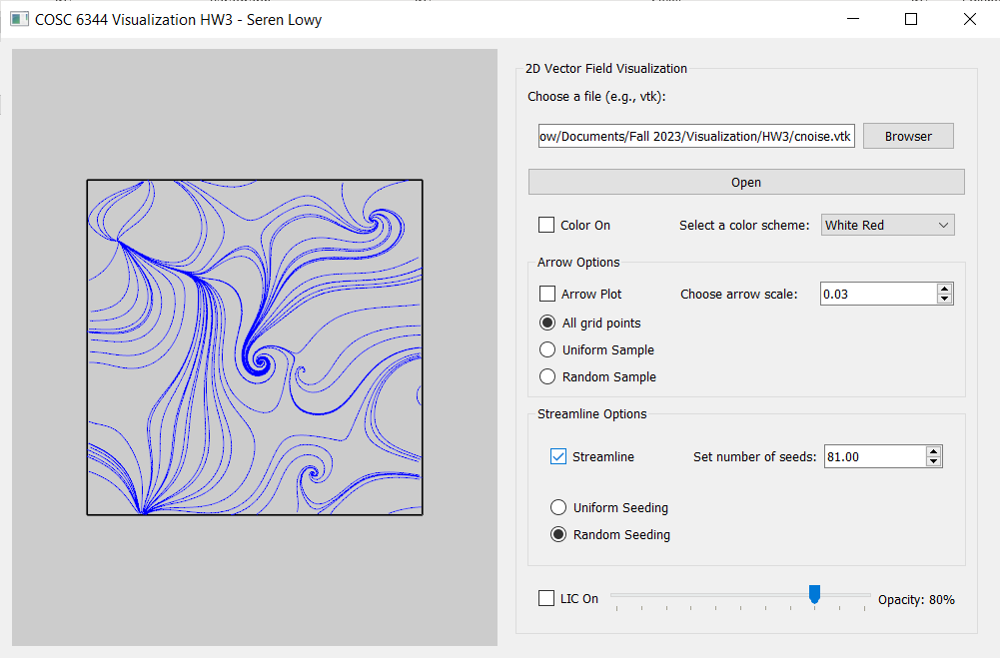 COSC 6344 Visualization HW3 - Seren Lowy
2D Vector Field Visualization
Choose a file (e.g., vtk):
ow/Documents/Fall 2023/Visualization/HW3/cnoise.vtk
Browser
Open
Color On
Select a color scheme:
White Red
Arrow Options
Arrow Plot
Choose arrow scale:
0.03
All grid points
Uniform Sample
Random Sample
Streamline Options
Streamline
Set number of seeds:
81.00
Uniform Seeding
Random Seeding
LIC On
Opacity: 80%